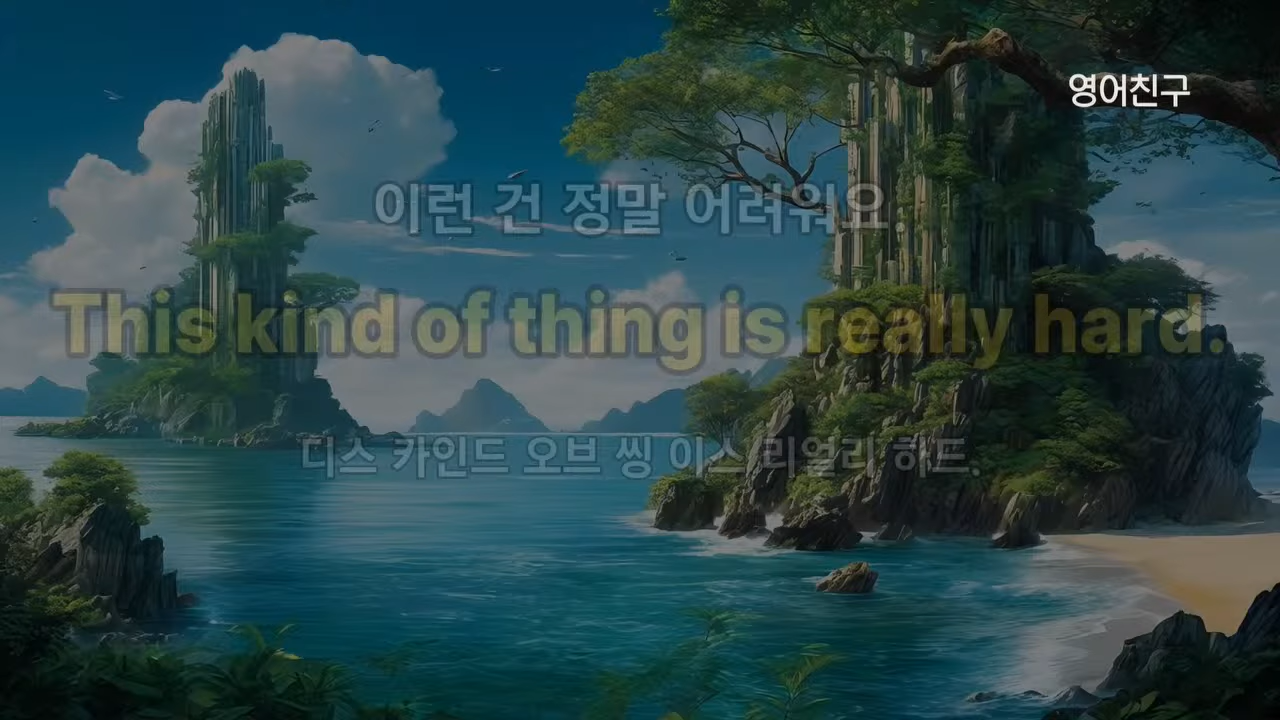 영어친구
이런 건 정말 어려워요.
This kind of thing is really hard.
디스 카인드 오브 씽 이스 리얼리 하드.